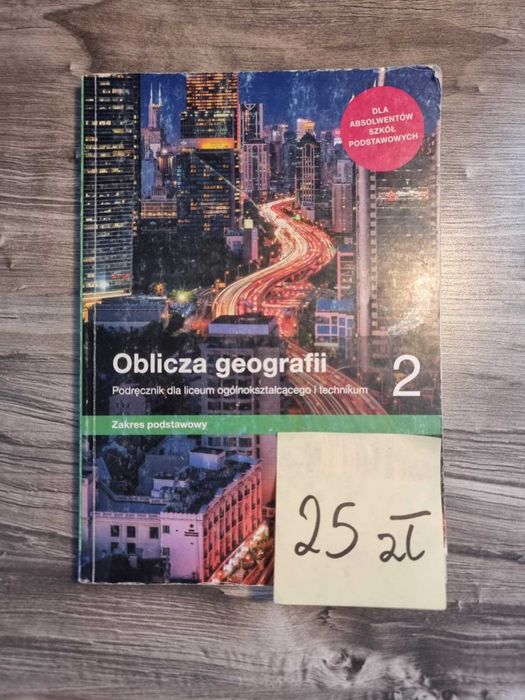 DLA
ABSOLWENTÓW
SZKÓŁ
PODSTAWOWYCH
Oblicza geografii 2
Podręcznik dla liceum ogólnokształcącego i technikum
Zakres podstawowy
25 zł